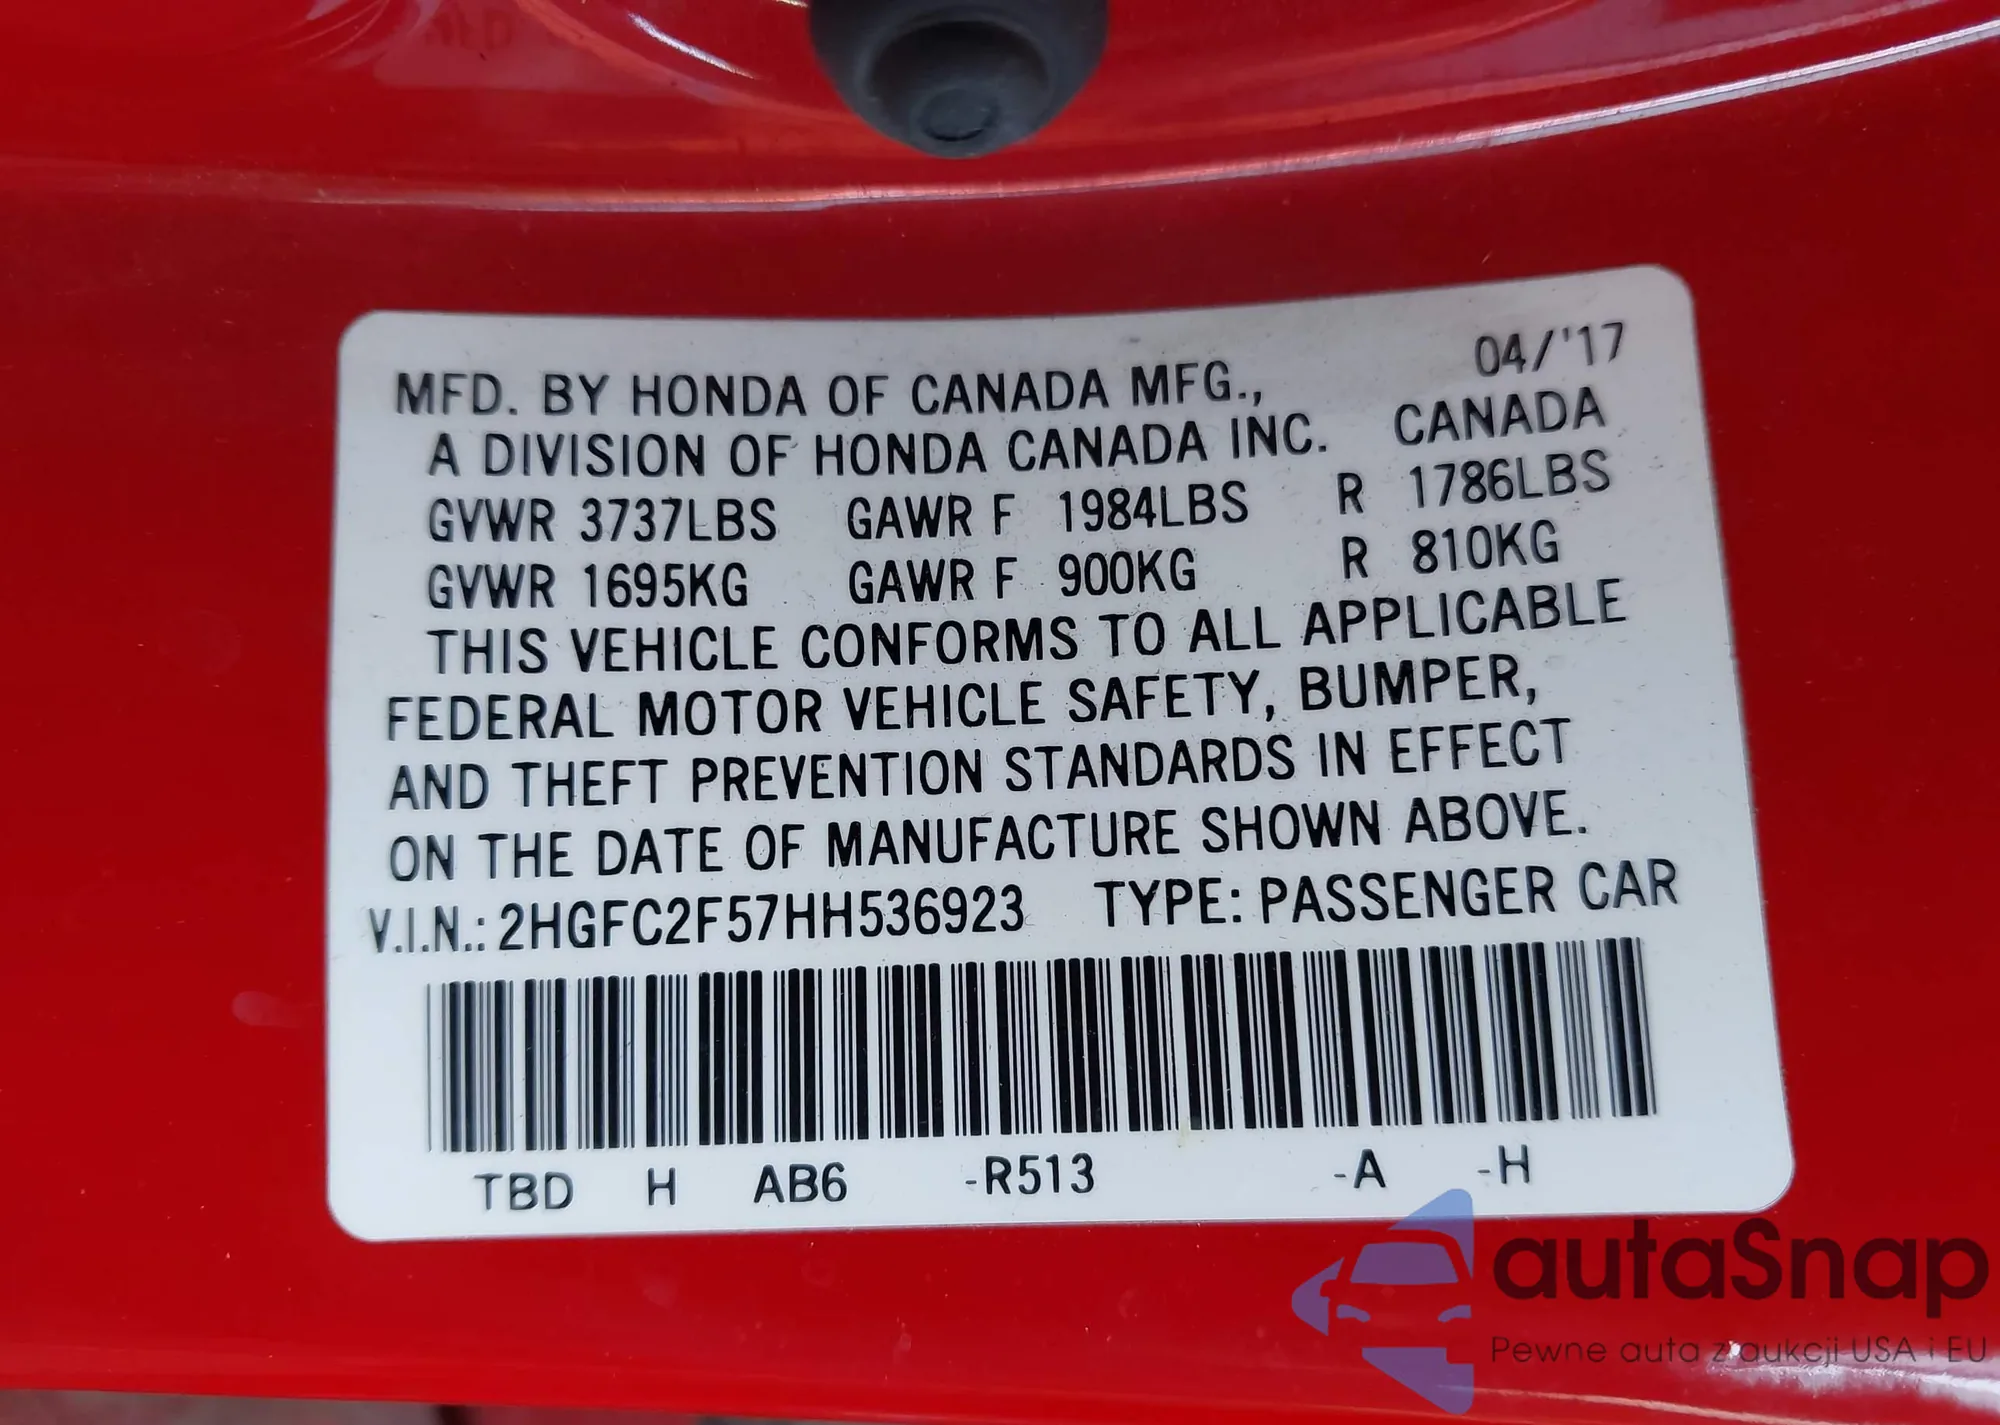 04/'17
MFD. BY HONDA OF CANADA MFG.,
A DIVISION OF HONDA CANADA INC. CANADA
GVWR 3737LBS GAWR F 1984LBS R 1786LBS
GVWR 1695KG GAWR F 900KG R 810KG
THIS VEHICLE CONFORMS TO ALL APPLICABLE
FEDERAL MOTOR VEHICLE SAFETY, BUMPER,
AND THEFT PREVENTION STANDARDS IN EFFECT
ON THE DATE OF MANUFACTURE SHOWN ABOVE.
V.I.N.: 2HGFC2F57HH536923 TYPE: PASSENGER CAR
TBD H AB6 -R513 -A -H
autaSnap
Pewne auta z aukcji USA i EU